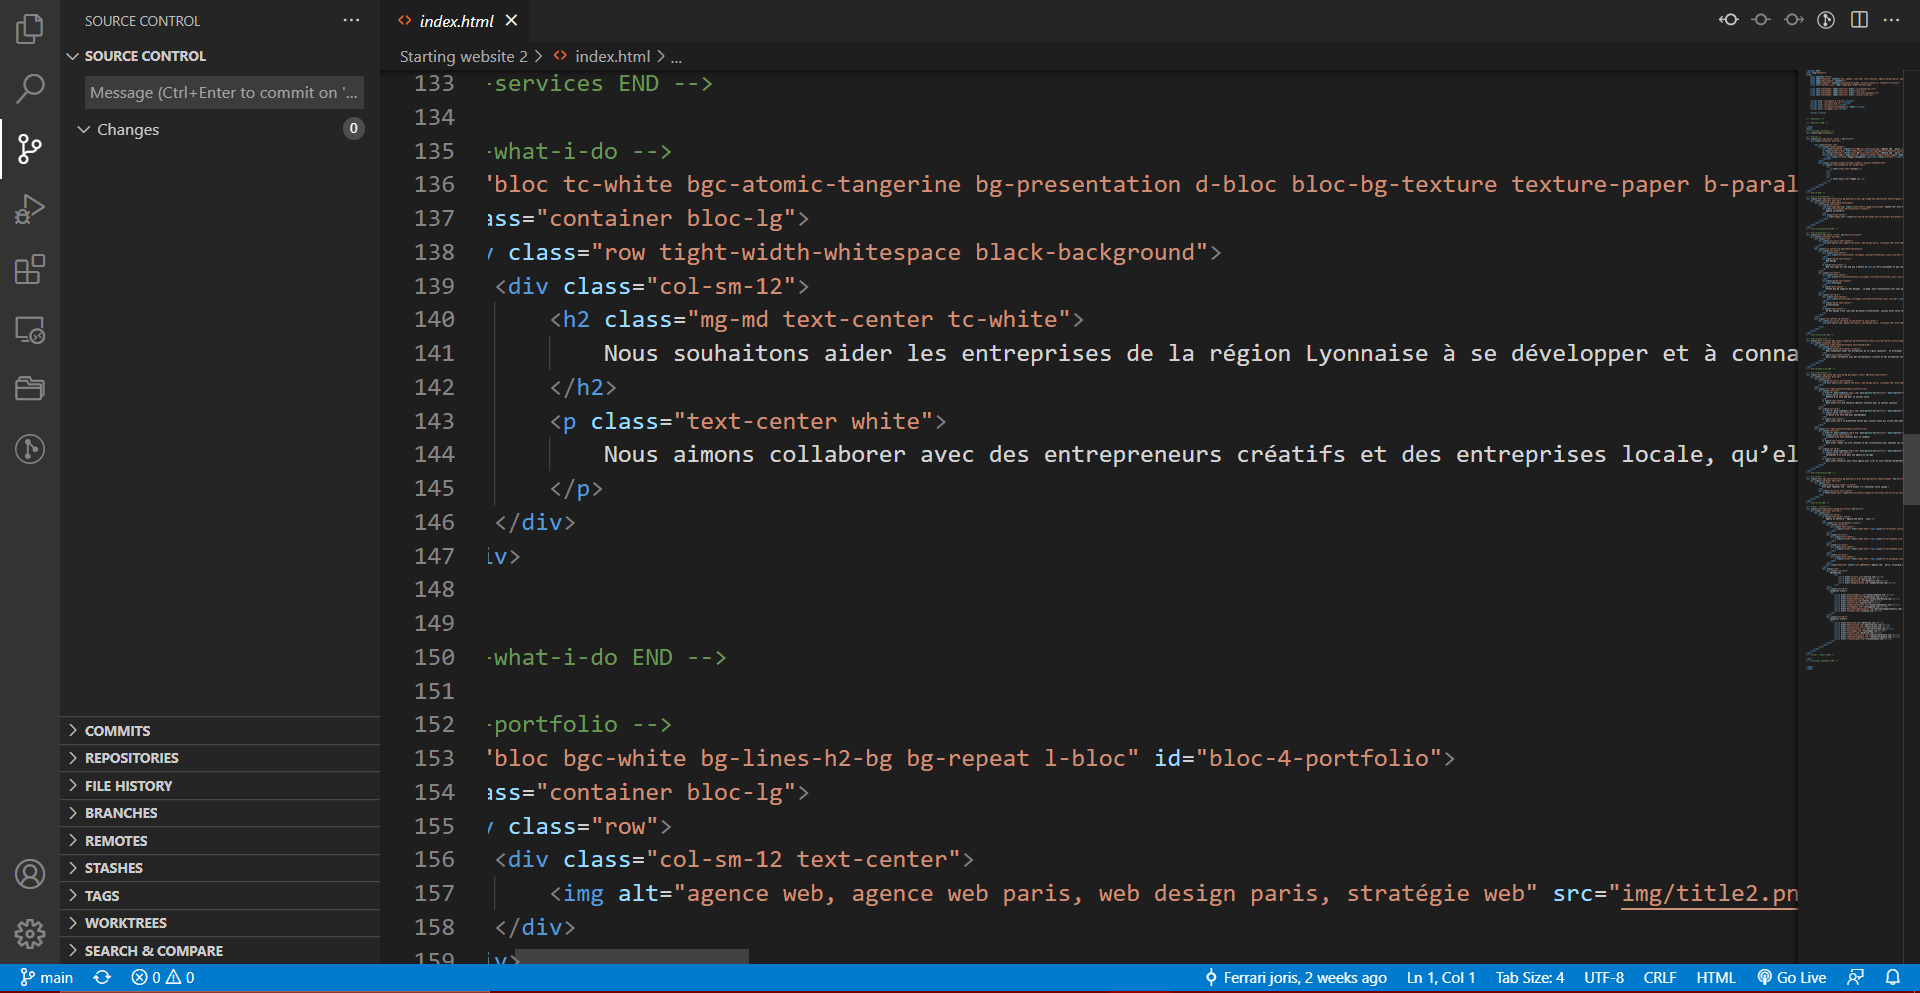 SOURCE CONTROL
index.html
SOURCE CONTROL
Message (Ctrl+Enter to commit on '...
Changes
0
Starting website 2 > index.html > ...
133 -services END -->
134
135 -what-i-do -->
136 "bloc tc-white bgc-atomic-tangerine bg-presentation d-bloc bloc-bg-texture texture-paper b-paral
137 ass="container bloc-lg">
138 v class="row tight-width-whitespace black-background">
139 <div class="col-sm-12">
140 <h2 class="mg-md text-center tc-white">
141 Nous souhaitons aider les entreprises de la région Lyonnaise à se développer et à conna
142 </h2>
143 <p class="text-center white">
144 Nous aimons collaborer avec des entrepreneurs créatifs et des entreprises locale, qu’el
145 </p>
146 </div>
147 iv>
148
149
150 -what-i-do END -->
151
152 -portfolio -->
153 "bloc bgc-white bg-lines-h2-bg bg-repeat l-bloc" id="bloc-4-portfolio">
154 ass="container bloc-lg">
155 v class="row">
156 <div class="col-sm-12 text-center">
157 <img alt="agence web, agence web paris, web design paris, stratégie web" src="img/title2.pn
158 </div>
159 iv>
COMMITS
REPOSITORIES
FILE HISTORY
BRANCHES
REMOTES
STASHES
TAGS
WORKTREES
SEARCH & COMPARE
main 0 0 Ferrari joris, 2 weeks ago Ln 1, Col 1 Tab Size: 4 UTF-8 CRLF HTML Go Live